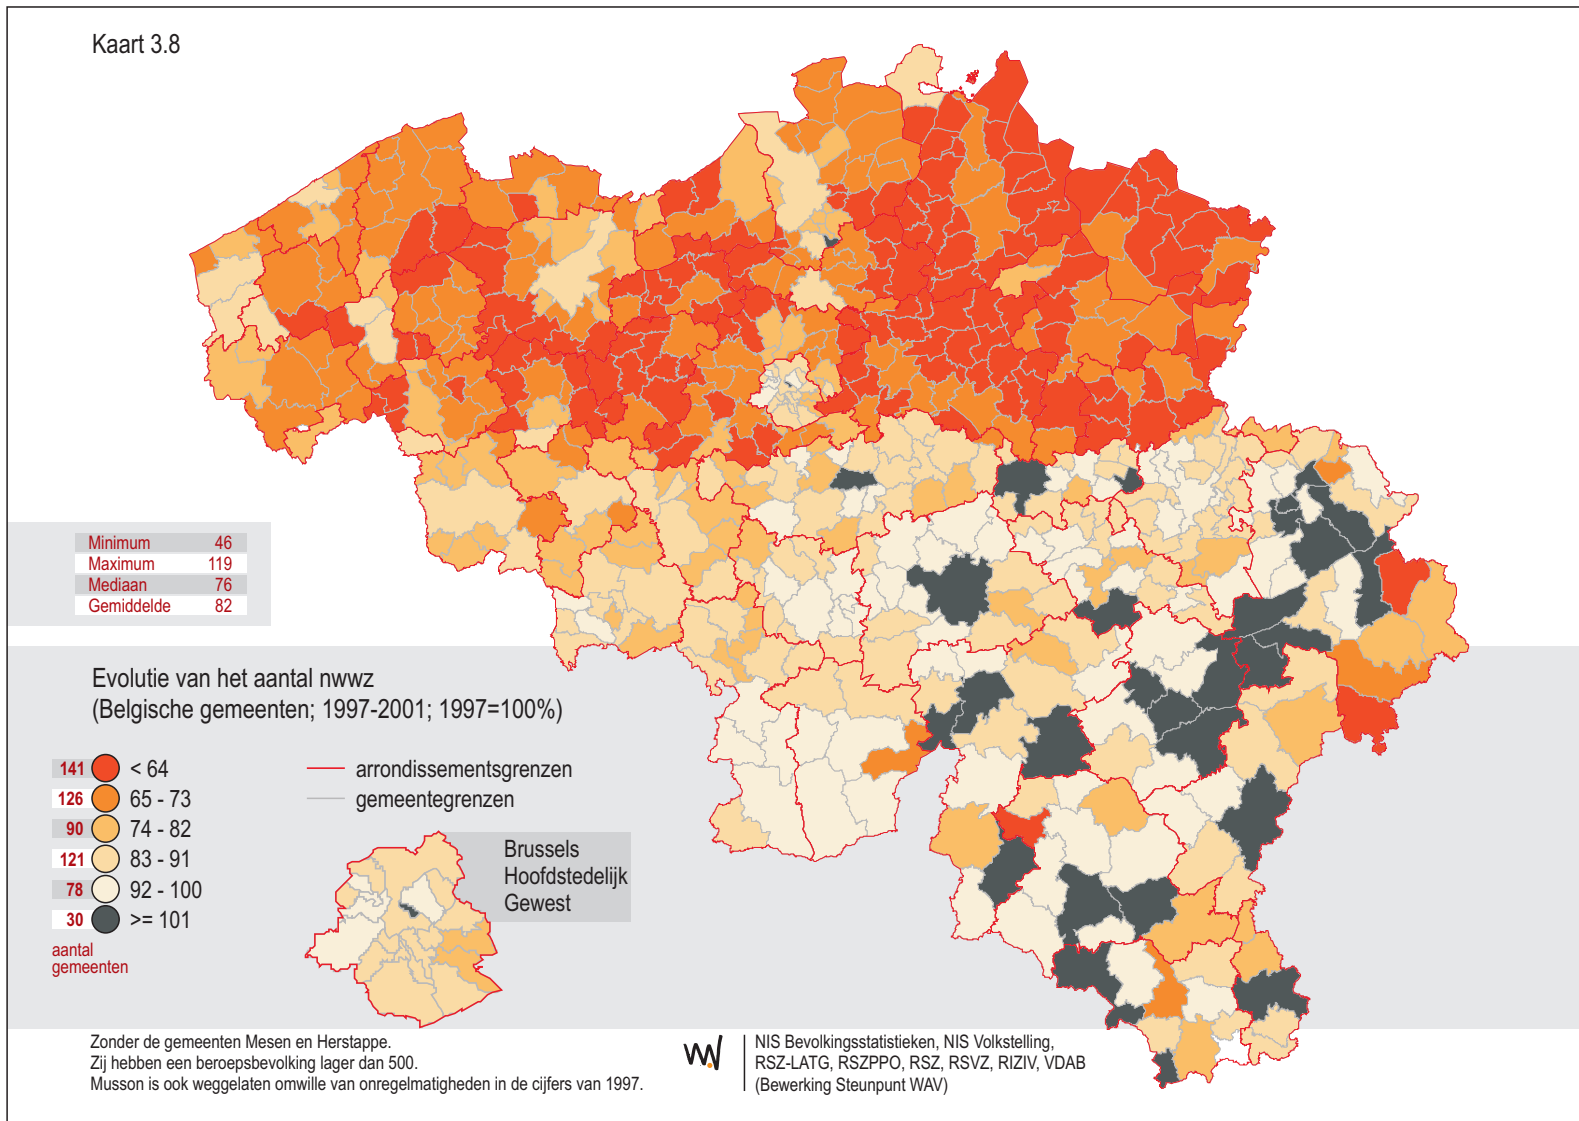 Kaart 3.8
Minimum 46
Maximum 119
Mediaan 76
Gemiddelde 82
Evolutie van het aantal nwwz
(Belgische gemeenten; 1997-2001; 1997=100%)
141 < 64
126 65 - 73
90 74 - 82
121 83 - 91
78 92 - 100
30 >= 101
aantal
gemeenten
arrondissementsgrenzen
gemeentegrenzen
Brussels
Hoofdstedelijk
Gewest
Zonder de gemeenten Mesen en Herstappe.
Zij hebben een beroepsbevolking lager dan 500.
Musson is ook weggelaten omwille van onregelmatigheden in de cijfers van 1997.
NIS Bevolkingsstatistieken, NIS Volkstelling,
RSZ-LATG, RSZPPO, RSZ, RSVZ, RIZIV, VDAB
(Bewerking Steunpunt WAV)